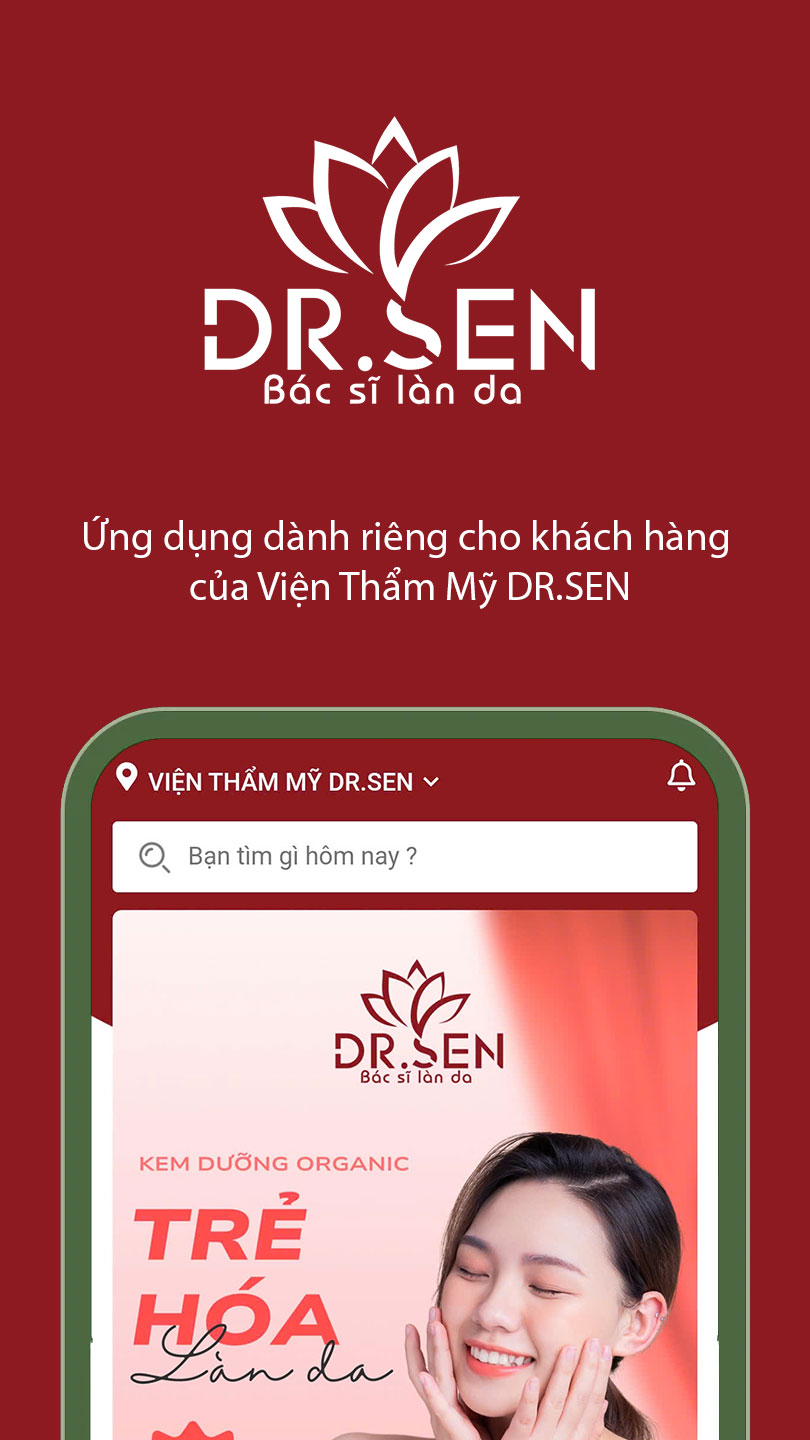 DR.SEN
Bác sĩ làn da
Ứng dụng dành riêng cho khách hàng
của Viện Thẩm Mỹ DR.SEN
VIỆN THẨM MỸ DR.SEN
Bạn tìm gì hôm nay ?
DR.SEN
Bác sĩ làn da
KEM DƯỠNG ORGANIC
TRẺ
HÓA
Làn da